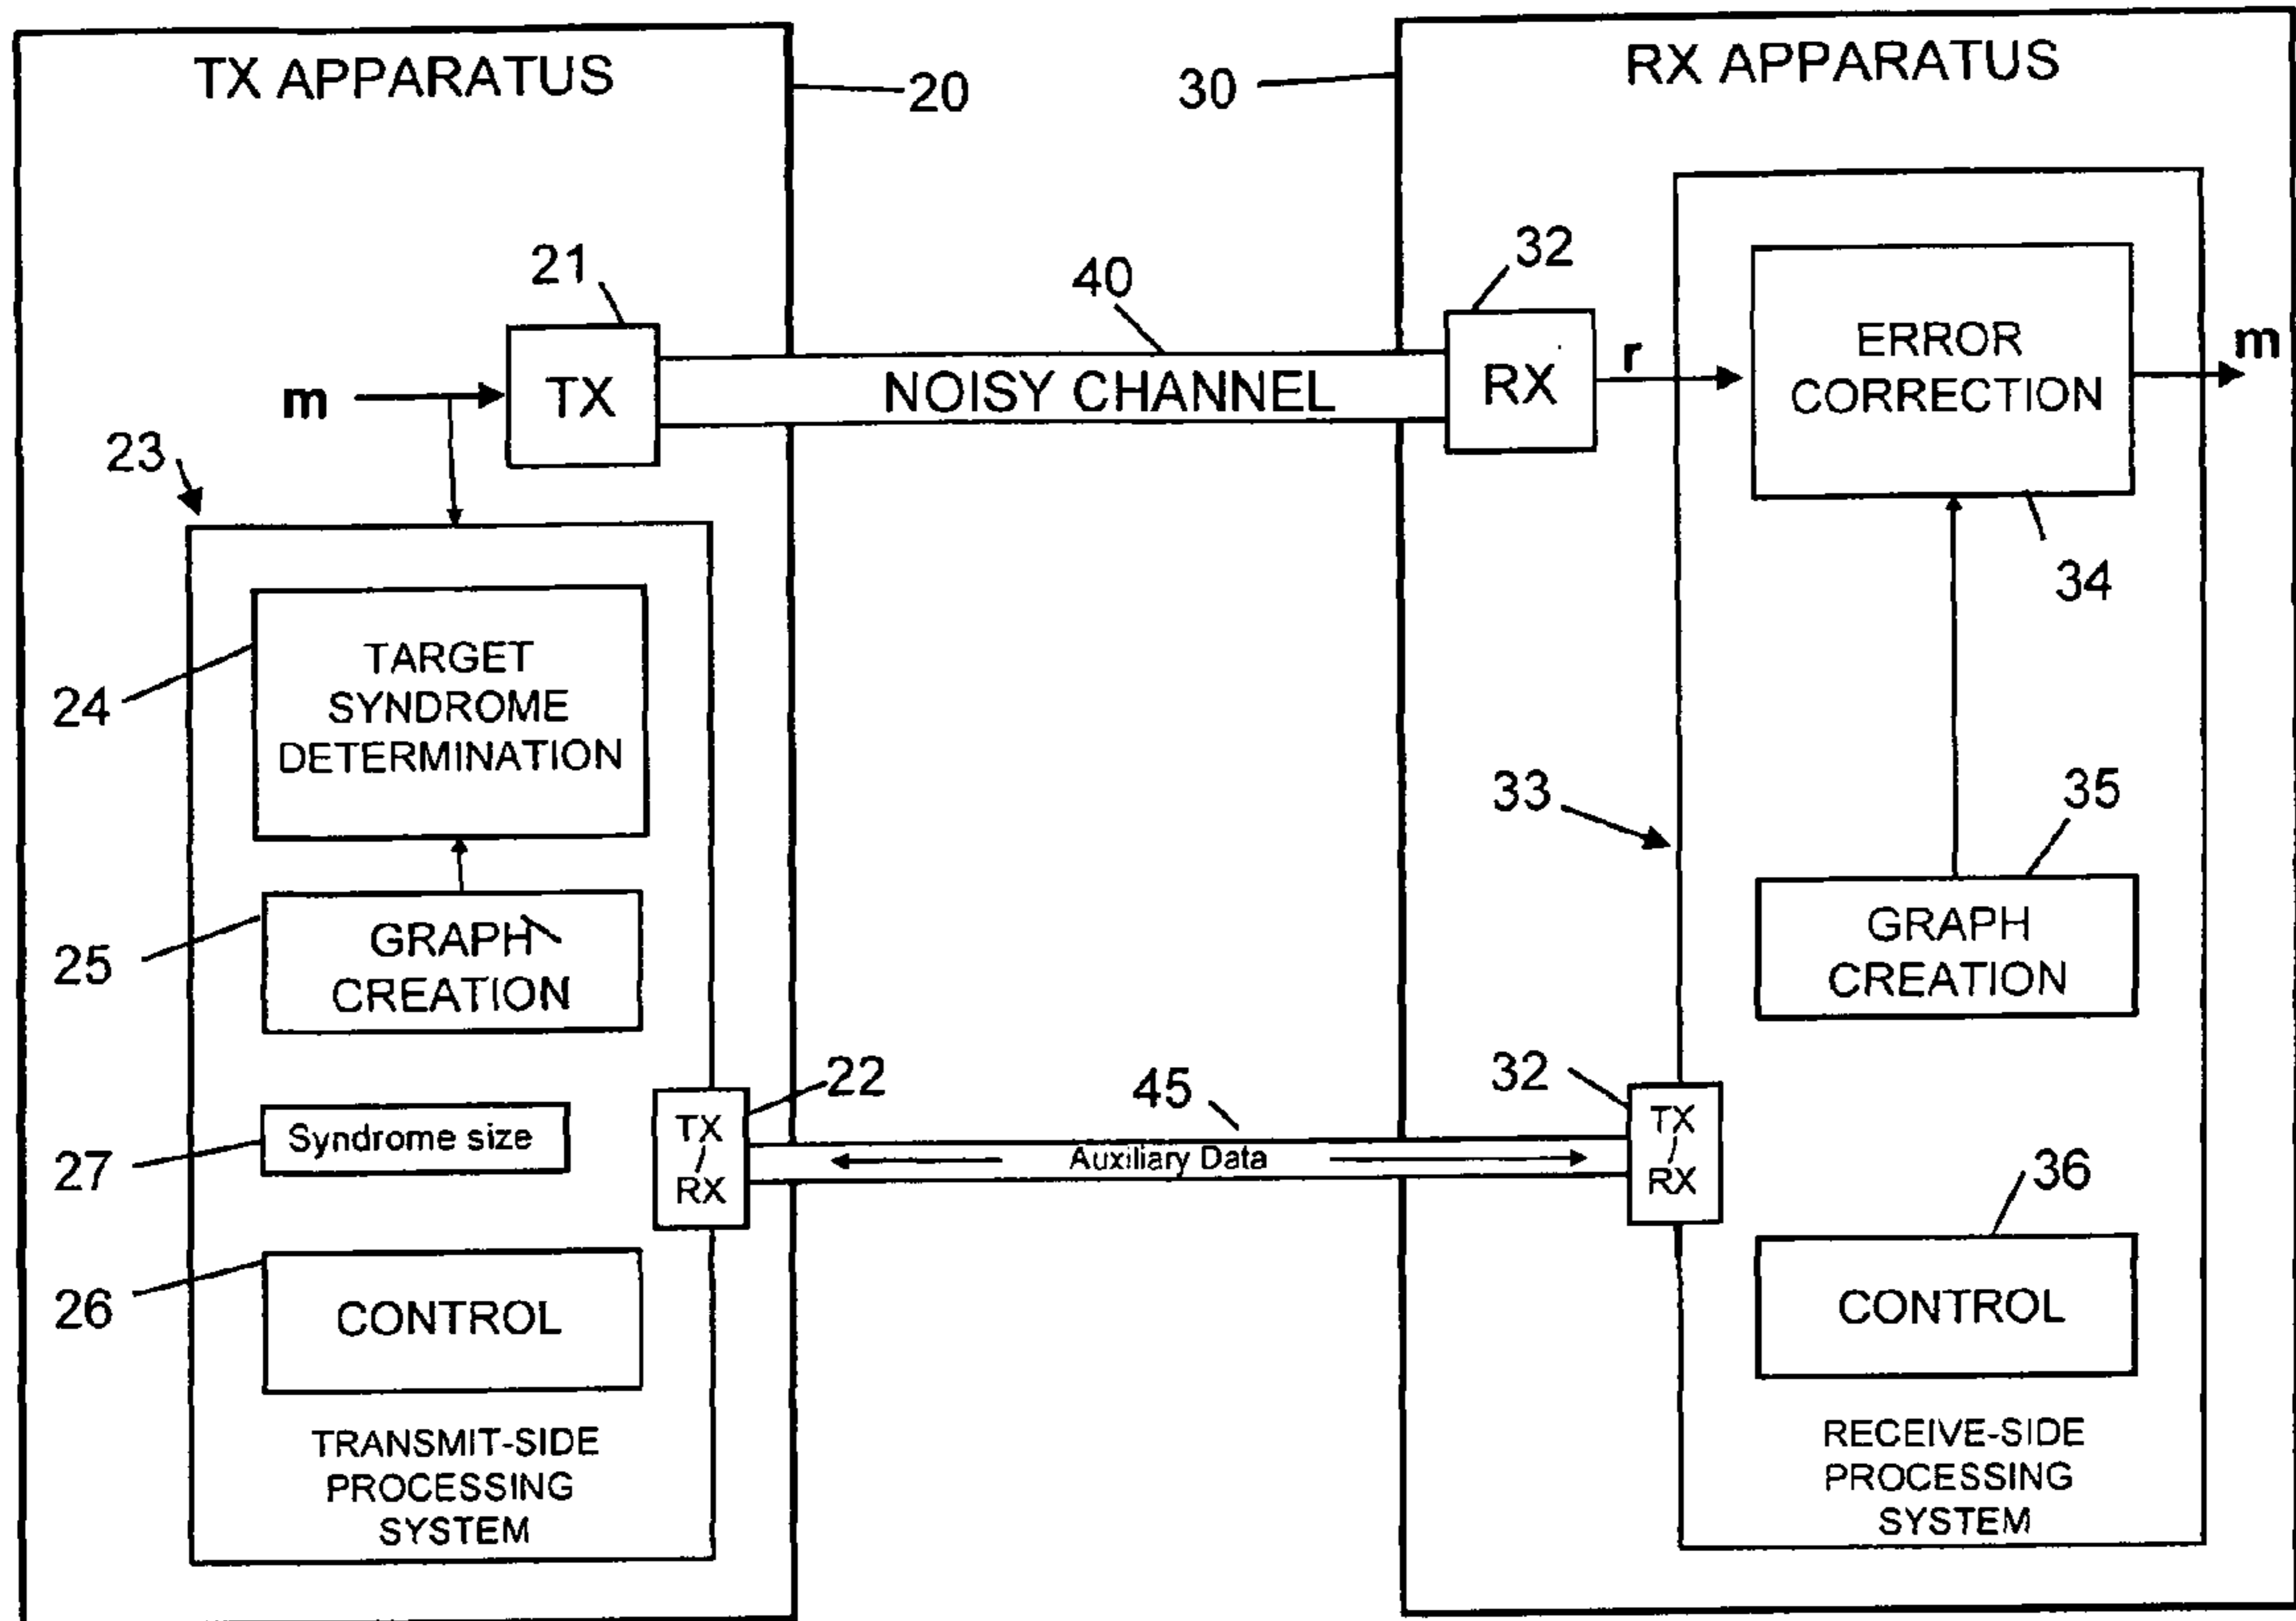 TX APPARATUS
20
30
RX APPARATUS
21
40
32
m
TX
NOISY CHANNEL
RX
r
ERROR
CORRECTION
m
23
34
24
TARGET
SYNDROME
DETERMINATION
33
35
25
GRAPH
CREATION
GRAPH
CREATION
22
45
32
27
Syndrome size
TX
/
RX
Auxiliary Data
TX
/
RX
36
26
CONTROL
CONTROL
TRANSMIT-SIDE
PROCESSING
SYSTEM
RECEIVE-SIDE
PROCESSING
SYSTEM